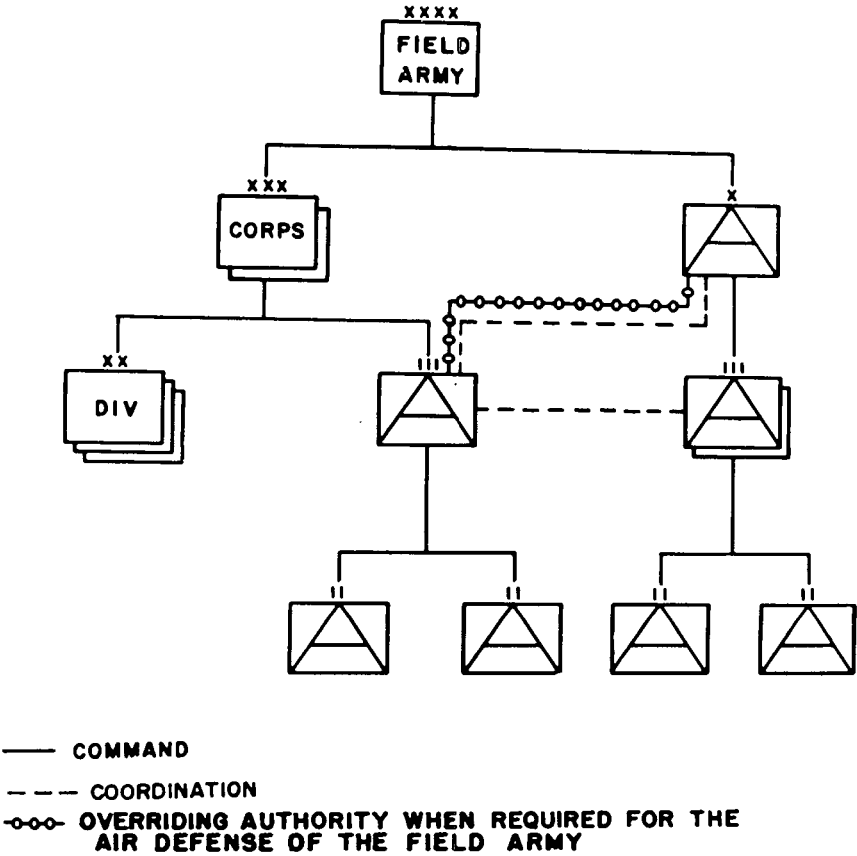 XXXX
FIELD
ARMY
XXX
CORPS
X
XX
DIV
III
III
II
II
II
II
COMMAND
COORDINATION
OVERRIDING AUTHORITY WHEN REQUIRED FOR THE
AIR DEFENSE OF THE FIELD ARMY